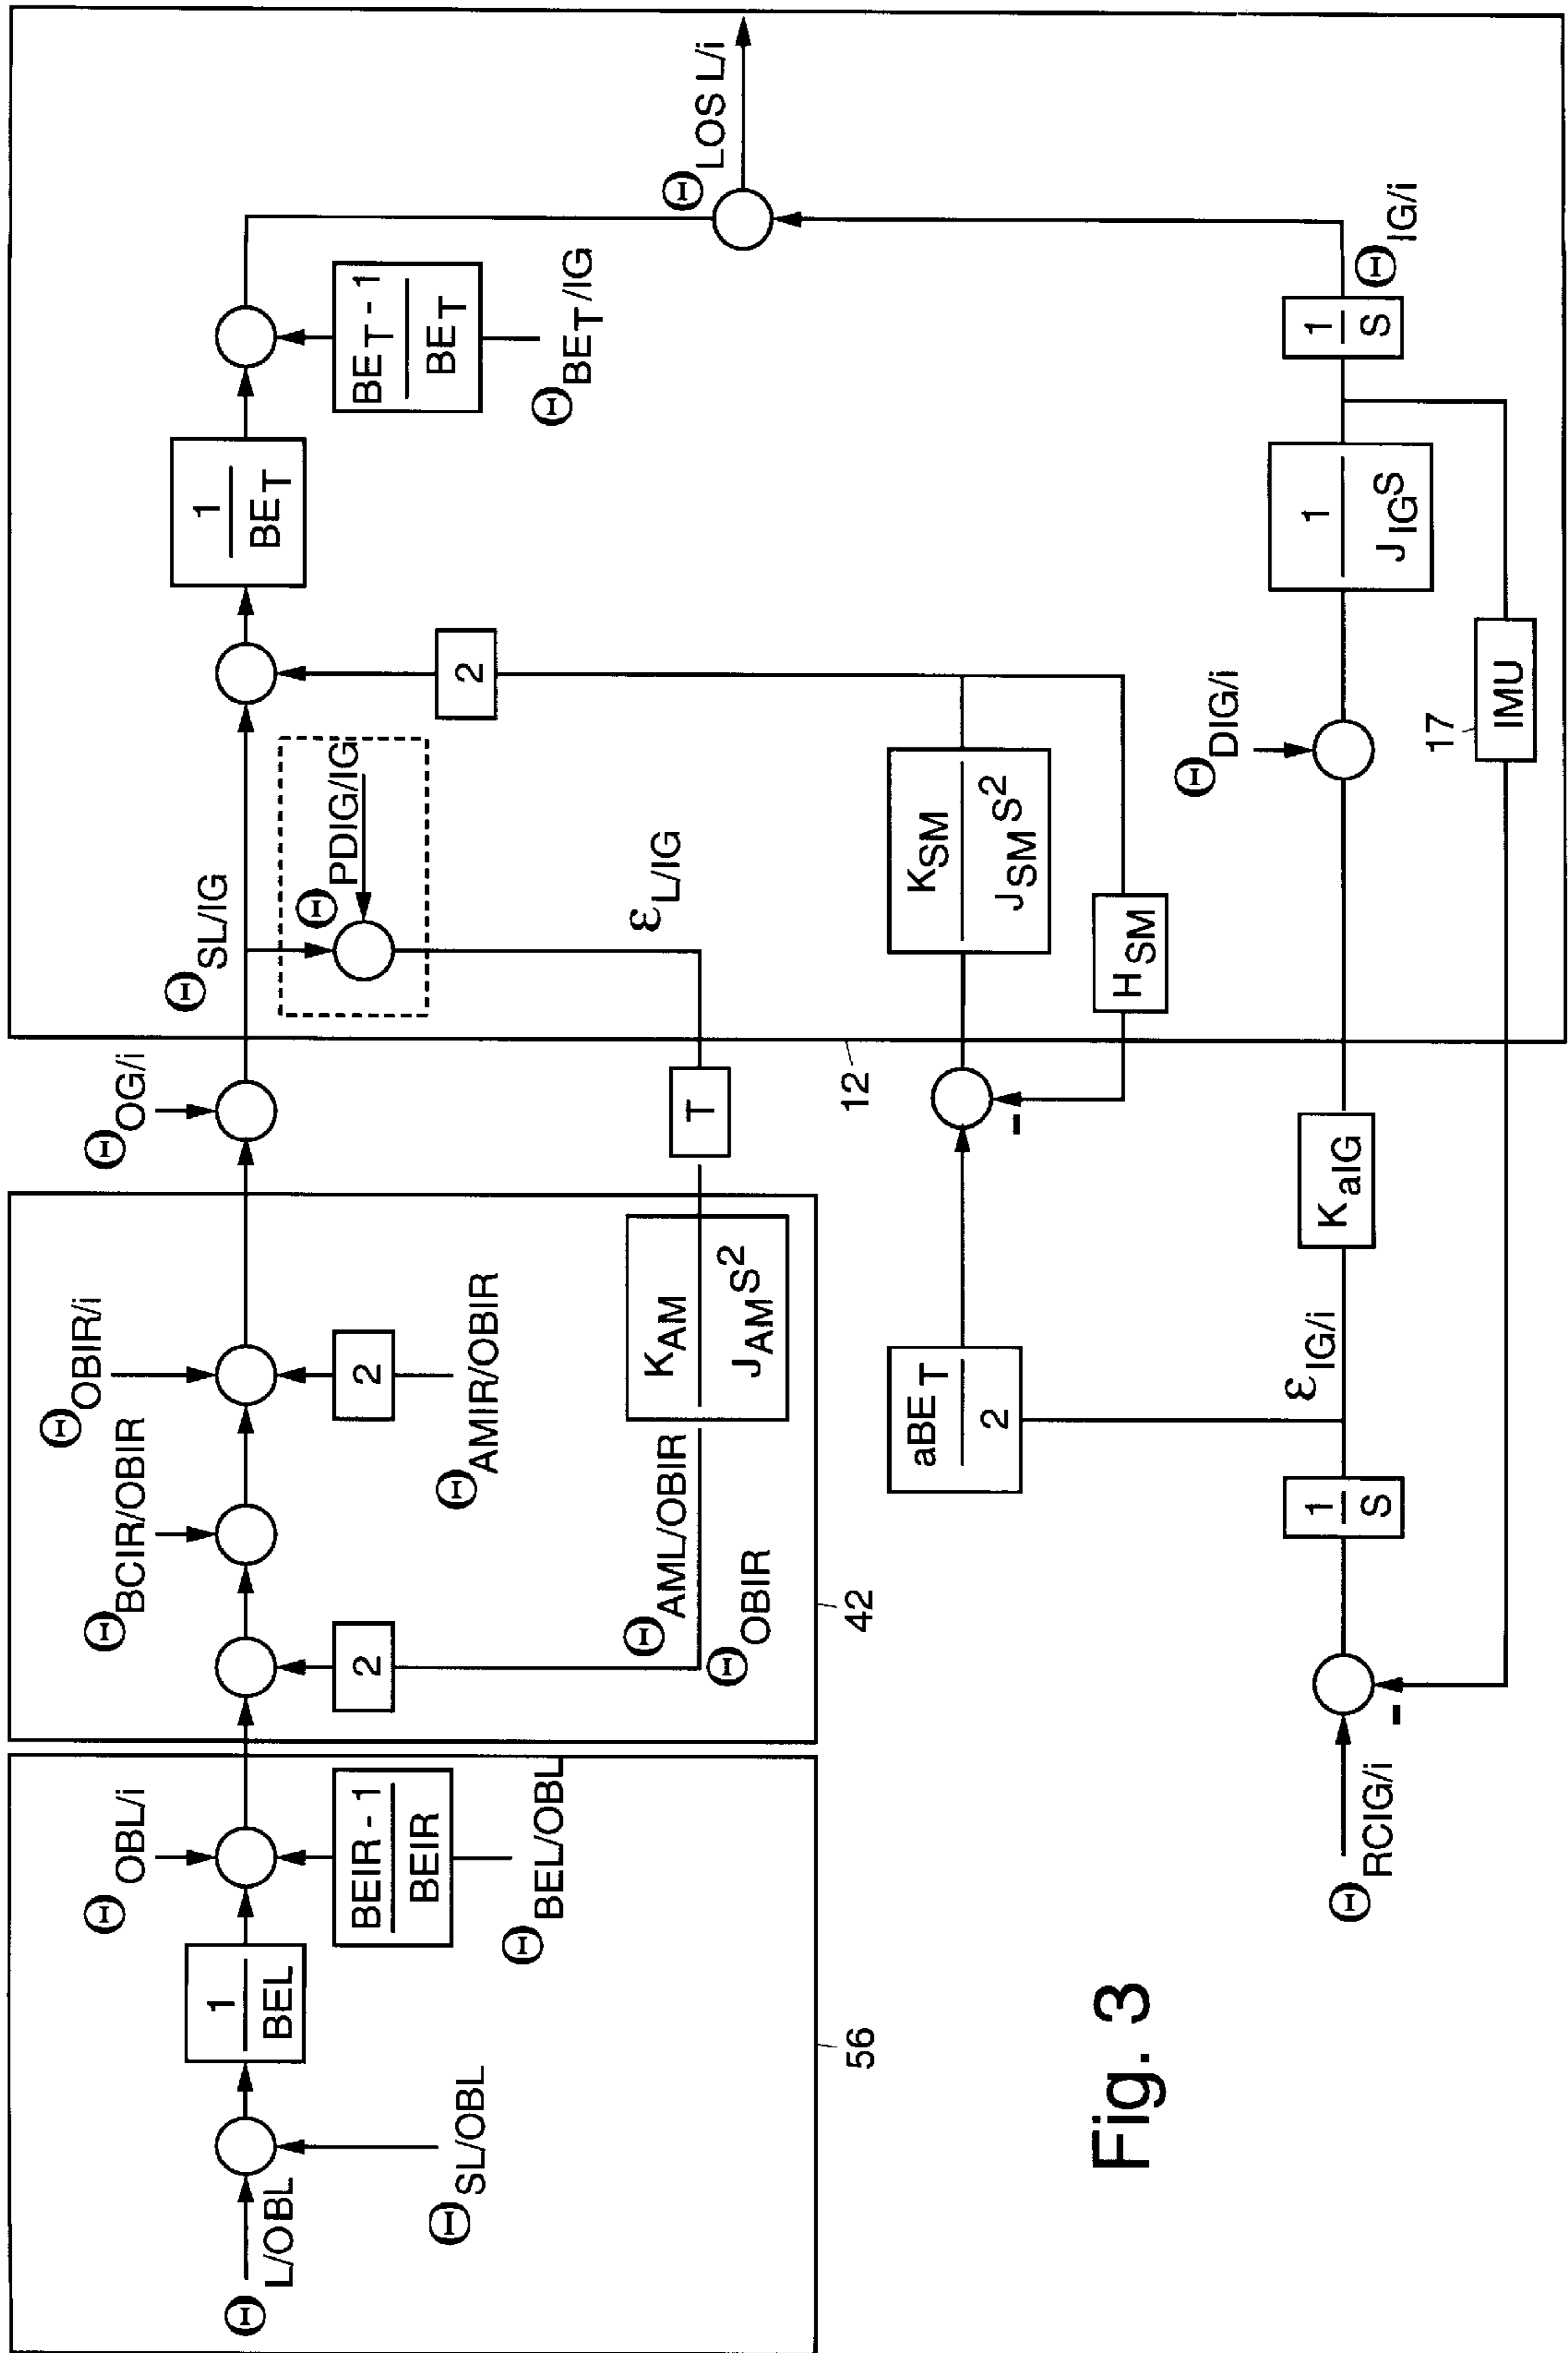 Θ L/OBL
Θ SL/OBL
1
BEL
Θ OBL/i
BEIR - 1
BEIR
Θ BEL/OBL
56
2
Θ BCIR/OBIR
Θ OBIR/i
2
Θ AMIR/OBIR
Θ AML/OBIR
Θ OBIR
K AM
J AM S 2
42
Θ OG/i
T
Θ SL/IG
Θ PDIG/IG
ε L/IG
2
1
BE T
BE T - 1
BE T
Θ BE T /IG
Θ LOS L/i
12
aBE T
2
-
K SM
J SM S 2
H SM
Θ RCIG/i
-
1
S
ε IG/i
K aIG
Θ DIG/i
1
J IG S
1
S
Θ IG/i
17
IMU
Fig. 3